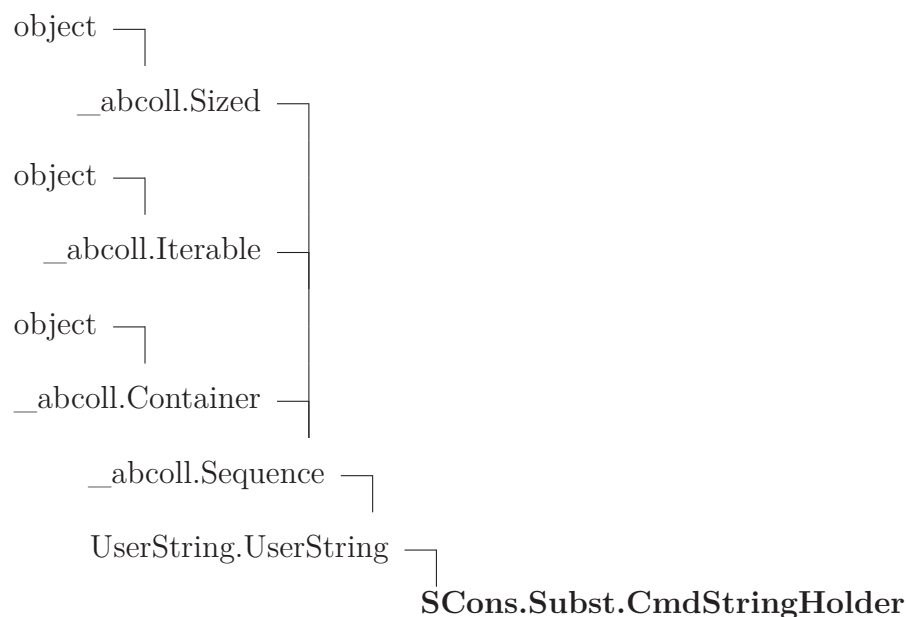 object
_abcoll.Sized
object
_abcoll.Iterable
object
_abcoll.Container
_abcoll.Sequence
UserString.UserString
SCons.Subst.CmdStringHolder